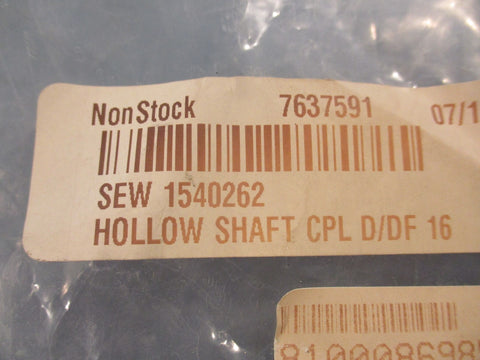 NonStock 7637591 07/1
SEW 1540262
HOLLOW SHAFT CPL D/DF 16